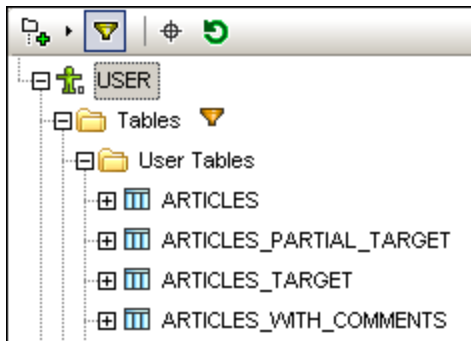 USER
Tables
User Tables
ARTICLES
ARTICLES_PARTIAL_TARGET
ARTICLES_TARGET
ARTICLES_WITH_COMMENTS